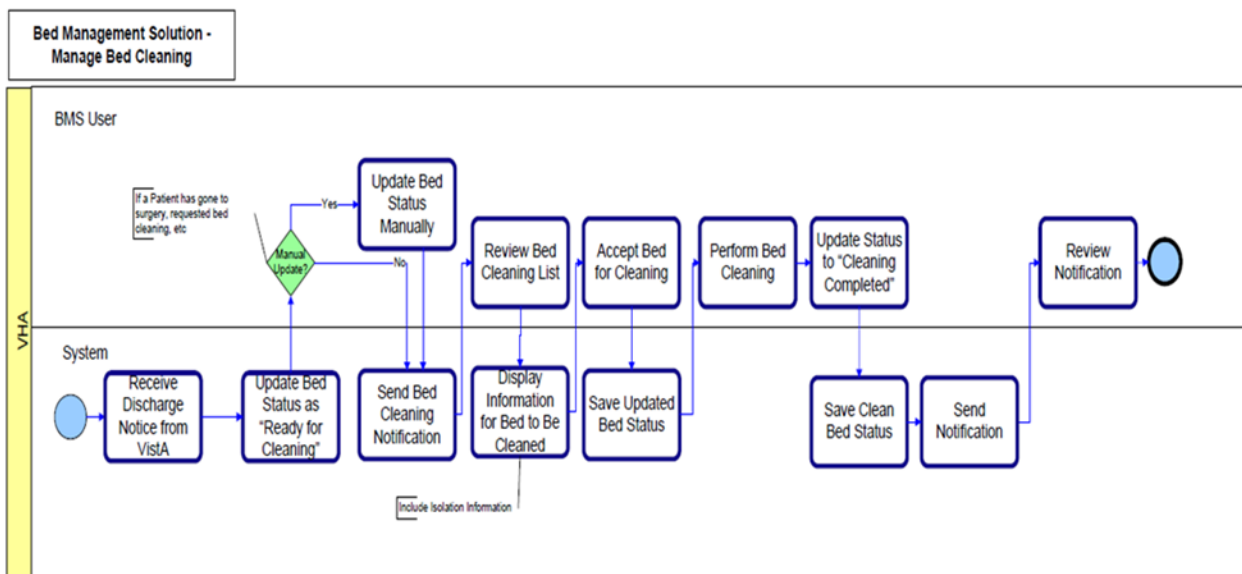 Bed Management Solution -
Manage Bed Cleaning
VHA
BMS User
If a Patient has gone to
surgery, requested bed
cleaning, etc
Manual
Update?
Yes
No
Update Bed
Status
Manually
Review Bed
Cleaning List
Accept Bed
for Cleaning
Perform Bed
Cleaning
Update Status
to “Cleaning
Completed”
Review
Notification
System
Receive
Discharge
Notice from
VistA
Update Bed
Status as
“Ready for
Cleaning”
Send Bed
Cleaning
Notification
Display
Information
for Bed to Be
Cleaned
Include Isolation Information
Save Updated
Bed Status
Save Clean
Bed Status
Send
Notification